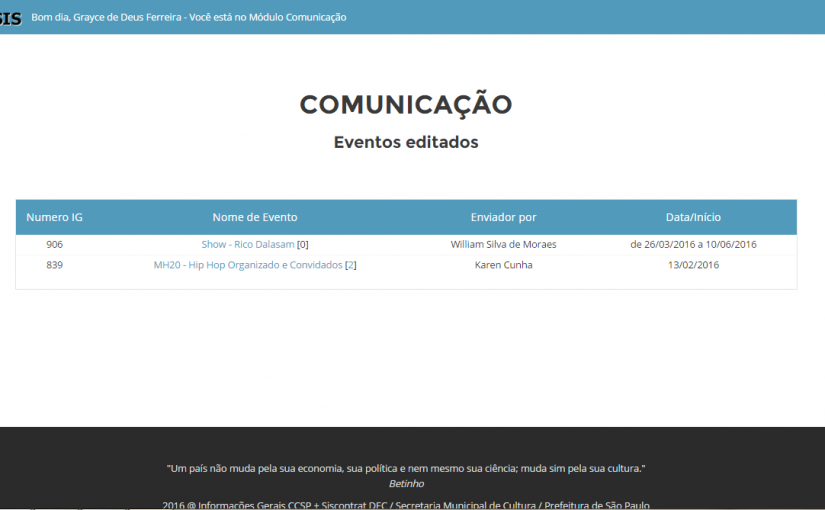 SIS Bom dia, Grayce de Deus Ferreira - Você está no Módulo Comunicação
COMUNICAÇÃO
Eventos editados
Numero IG Nome de Evento Enviador por Data/Início
906 Show - Rico Dalasam [0] William Silva de Moraes de 26/03/2016 a 10/06/2016
839 MH20 - Hip Hop Organizado e Convidados [2] Karen Cunha 13/02/2016
"Um país não muda pela sua economia, sua política e nem mesmo sua ciência; muda sim pela sua cultura."
Betinho
2016 @ Informações Gerais CCSP + Siscontrat DEC / Secretaria Municipal de Cultura / Prefeitura de São Paulo